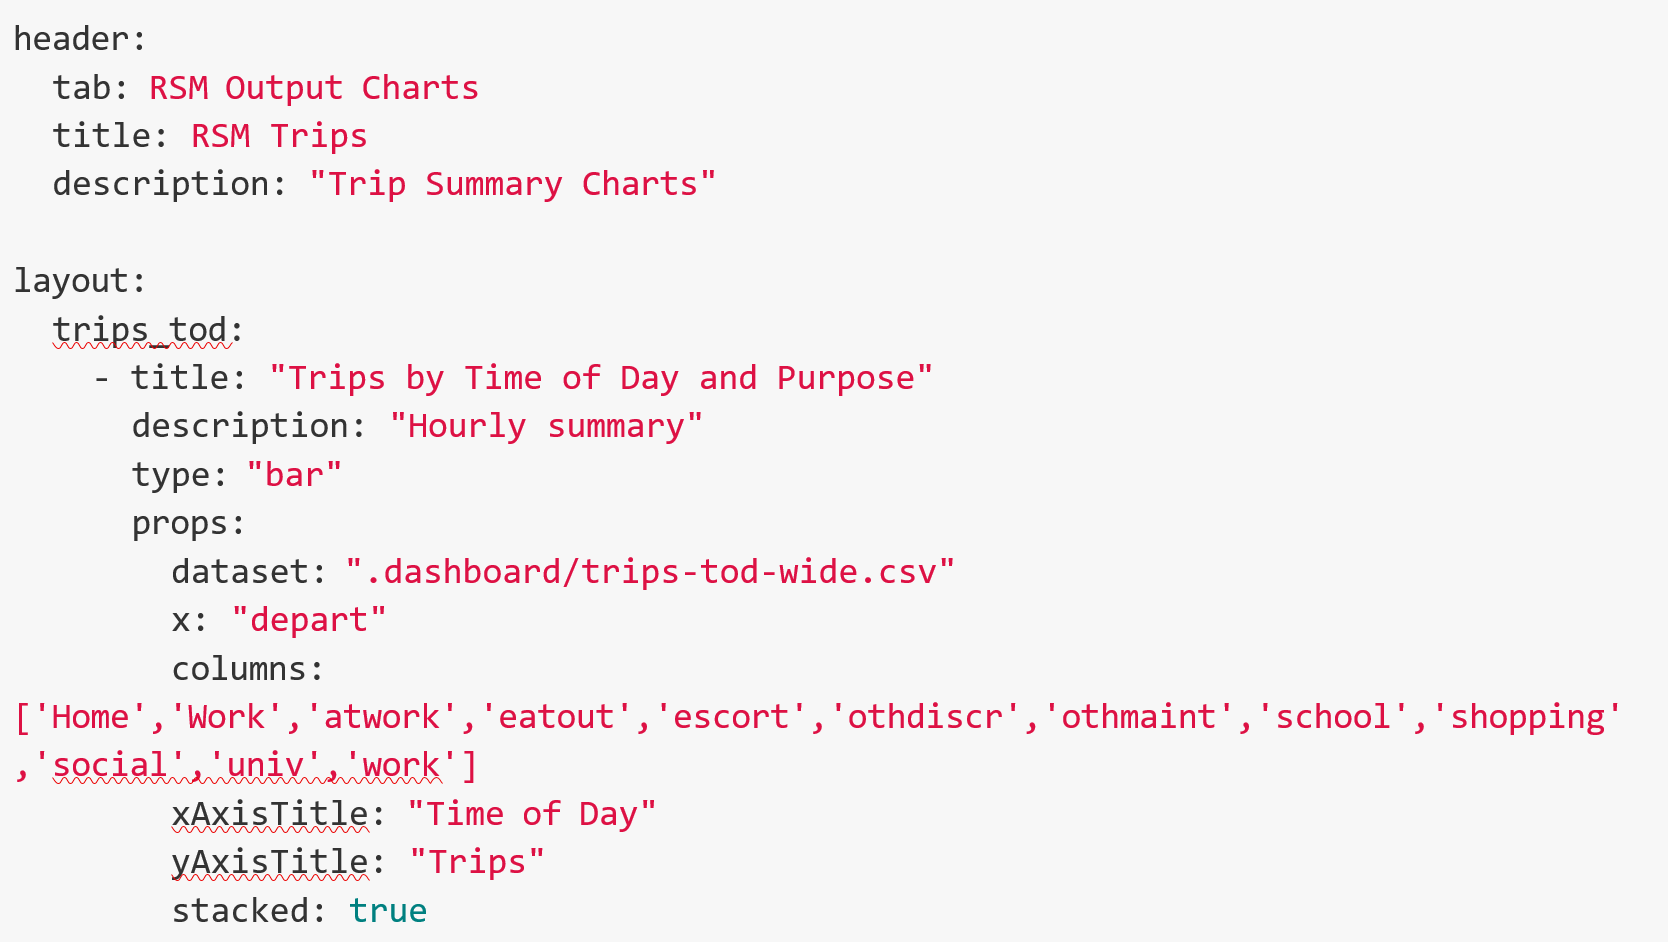 header:
  tab: RSM Output Charts
  title: RSM Trips
  description: "Trip Summary Charts"

layout:
  trips_tod:
    - title: "Trips by Time of Day and Purpose"
      description: "Hourly summary"
      type: "bar"
      props:
        dataset: ".dashboard/trips-tod-wide.csv"
        x: "depart"
        columns:
['Home','Work','atwork','eatout','escort','othdiscr','othmaint','school','shopping'
,'social','univ','work']
        xAxisTitle: "Time of Day"
        yAxisTitle: "Trips"
        stacked: true